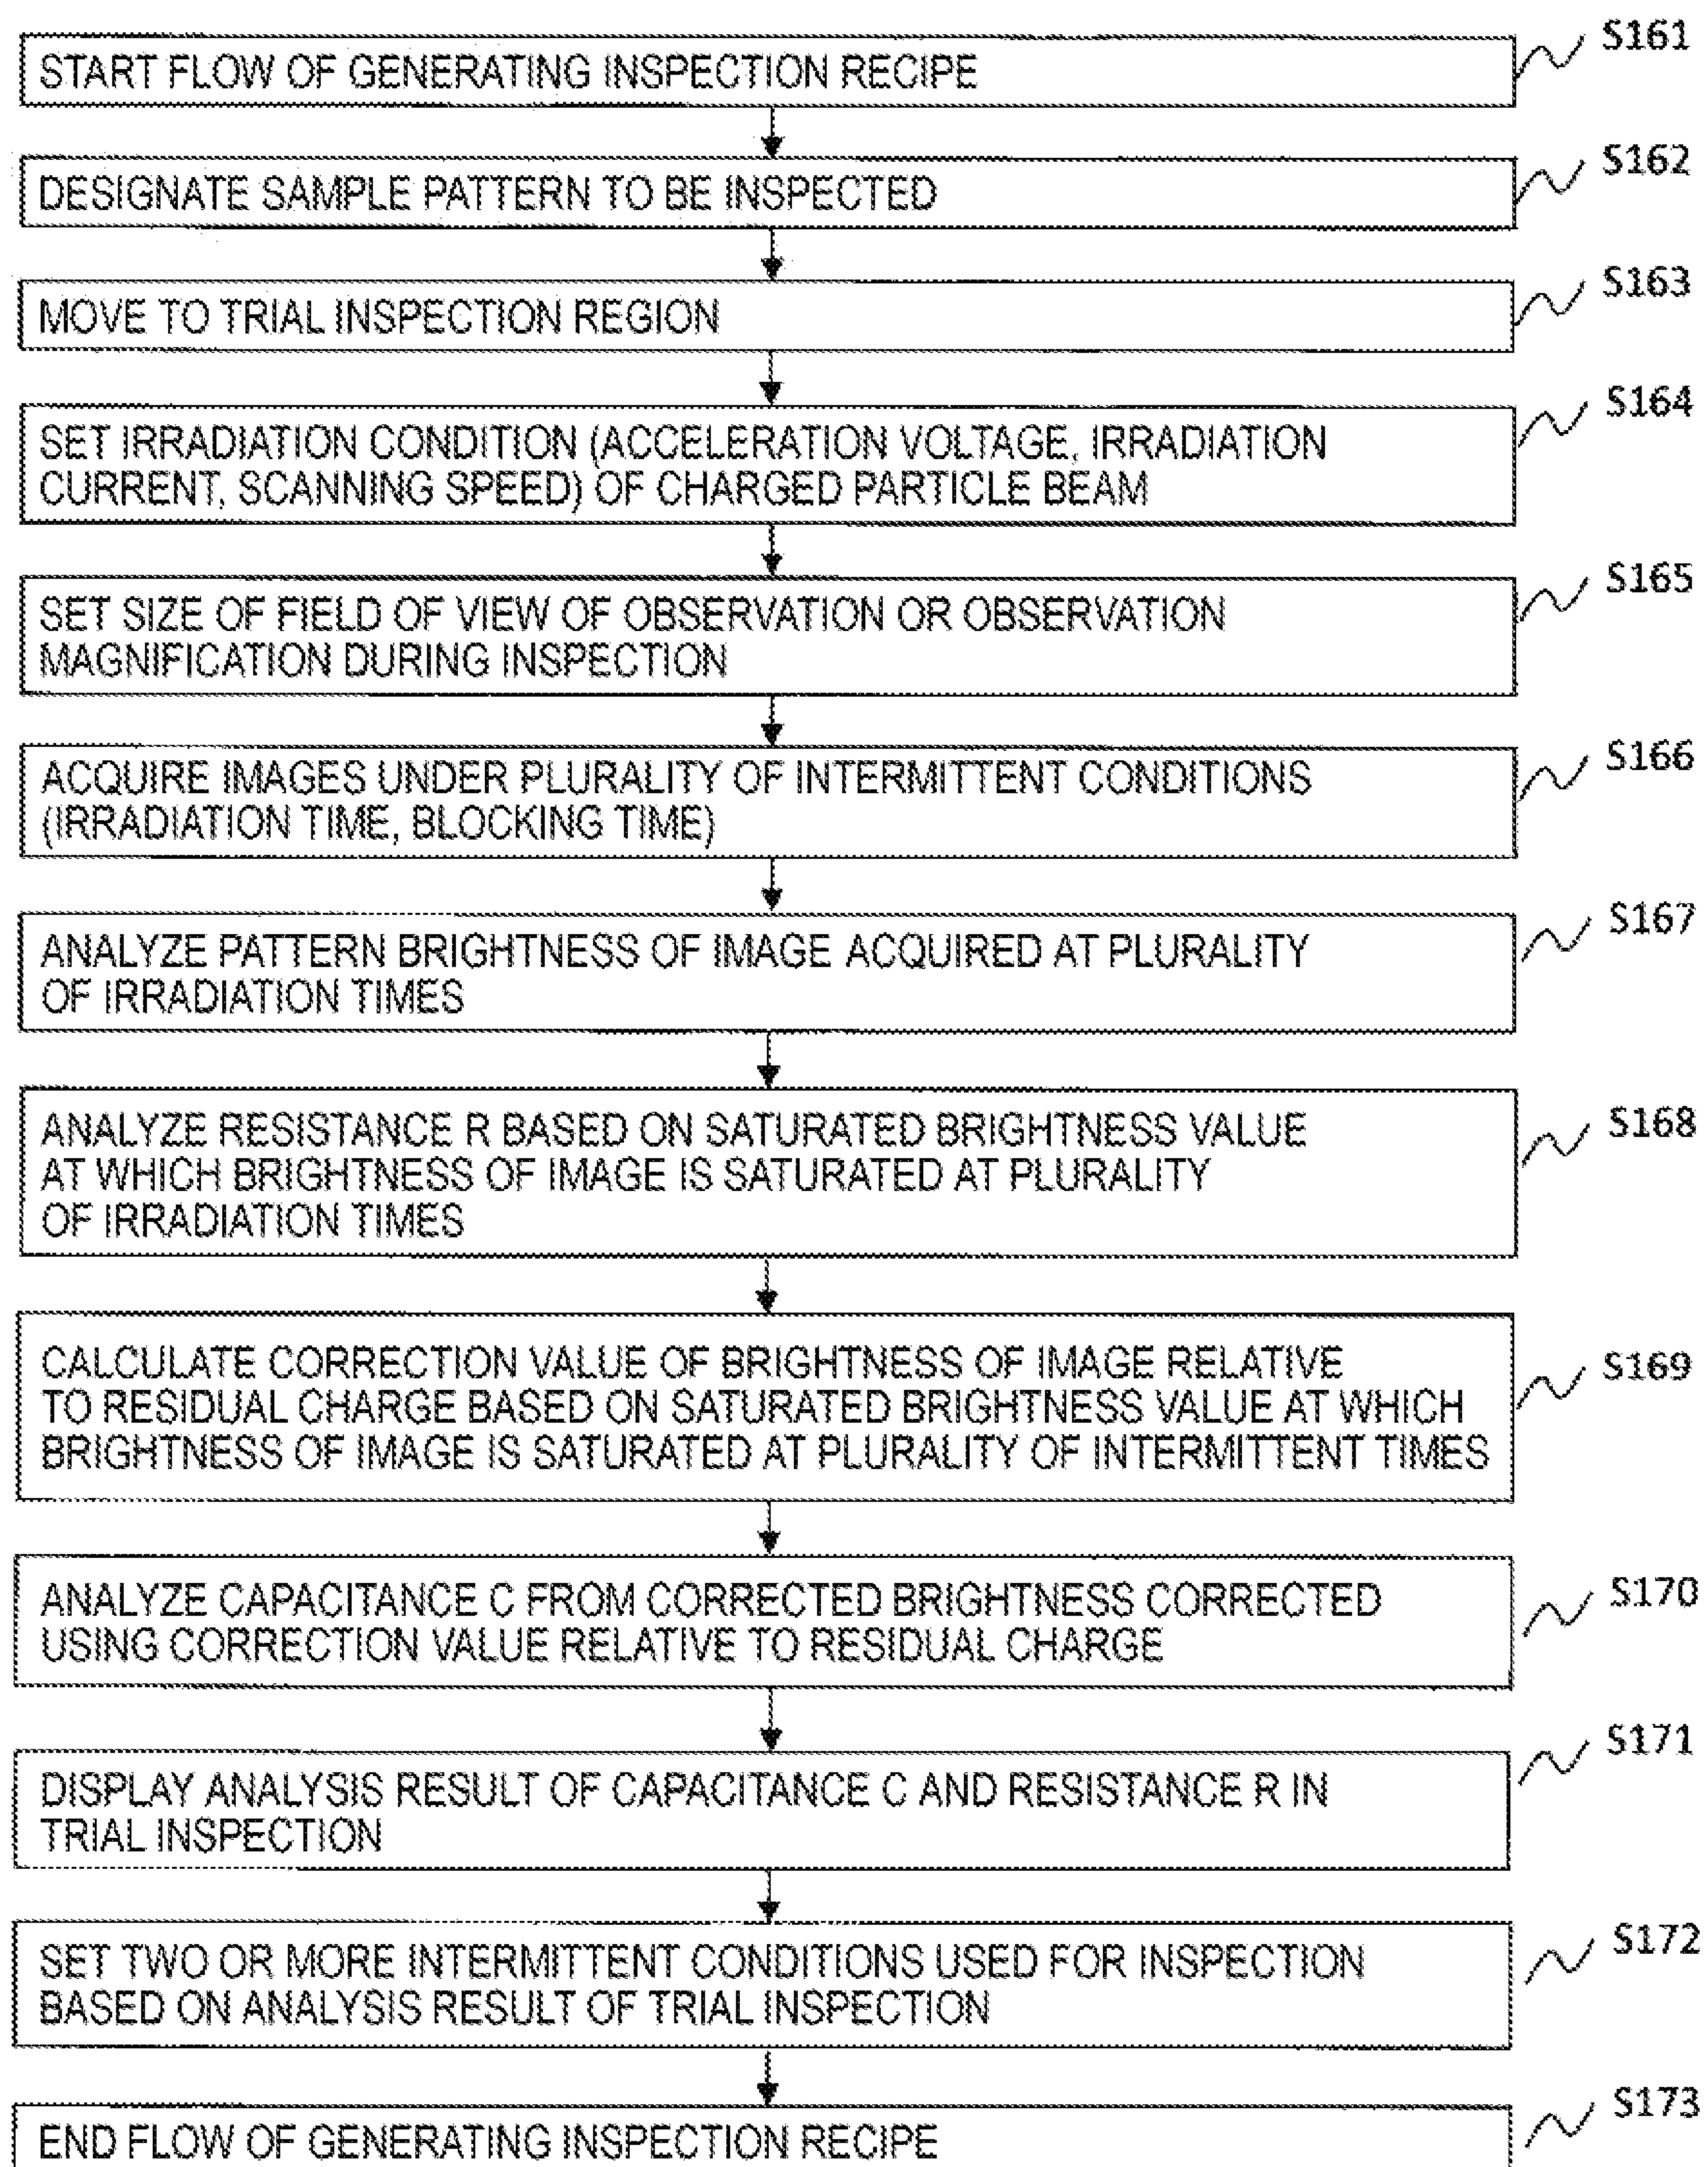 S161
START FLOW OF GENERATING INSPECTION RECIPE
S162
DESIGNATE SAMPLE PATTERN TO BE INSPECTED
S163
MOVE TO TRIAL INSPECTION REGION
S164
SET IRRADIATION CONDITION (ACCELERATION VOLTAGE, IRRADIATION
CURRENT, SCANNING SPEED) OF CHARGED PARTICLE BEAM
S165
SET SIZE OF FIELD OF VIEW OF OBSERVATION OR OBSERVATION
MAGNIFICATION DURING INSPECTION
S166
ACQUIRE IMAGES UNDER PLURALITY OF INTERMITTENT CONDITIONS
(IRRADIATION TIME, BLOCKING TIME)
S167
ANALYZE PATTERN BRIGHTNESS OF IMAGE ACQUIRED AT PLURALITY
OF IRRADIATION TIMES
S168
ANALYZE RESISTANCE R BASED ON SATURATED BRIGHTNESS VALUE
AT WHICH BRIGHTNESS OF IMAGE IS SATURATED AT PLURALITY
OF IRRADIATION TIMES
S169
CALCULATE CORRECTION VALUE OF BRIGHTNESS OF IMAGE RELATIVE
TO RESIDUAL CHARGE BASED ON SATURATED BRIGHTNESS VALUE AT WHICH
BRIGHTNESS OF IMAGE IS SATURATED AT PLURALITY OF INTERMITTENT TIMES
S170
ANALYZE CAPACITANCE C FROM CORRECTED BRIGHTNESS CORRECTED
USING CORRECTION VALUE RELATIVE TO RESIDUAL CHARGE
S171
DISPLAY ANALYSIS RESULT OF CAPACITANCE C AND RESISTANCE R IN
TRIAL INSPECTION
S172
SET TWO OR MORE INTERMITTENT CONDITIONS USED FOR INSPECTION
BASED ON ANALYSIS RESULT OF TRIAL INSPECTION
S173
END FLOW OF GENERATING INSPECTION RECIPE